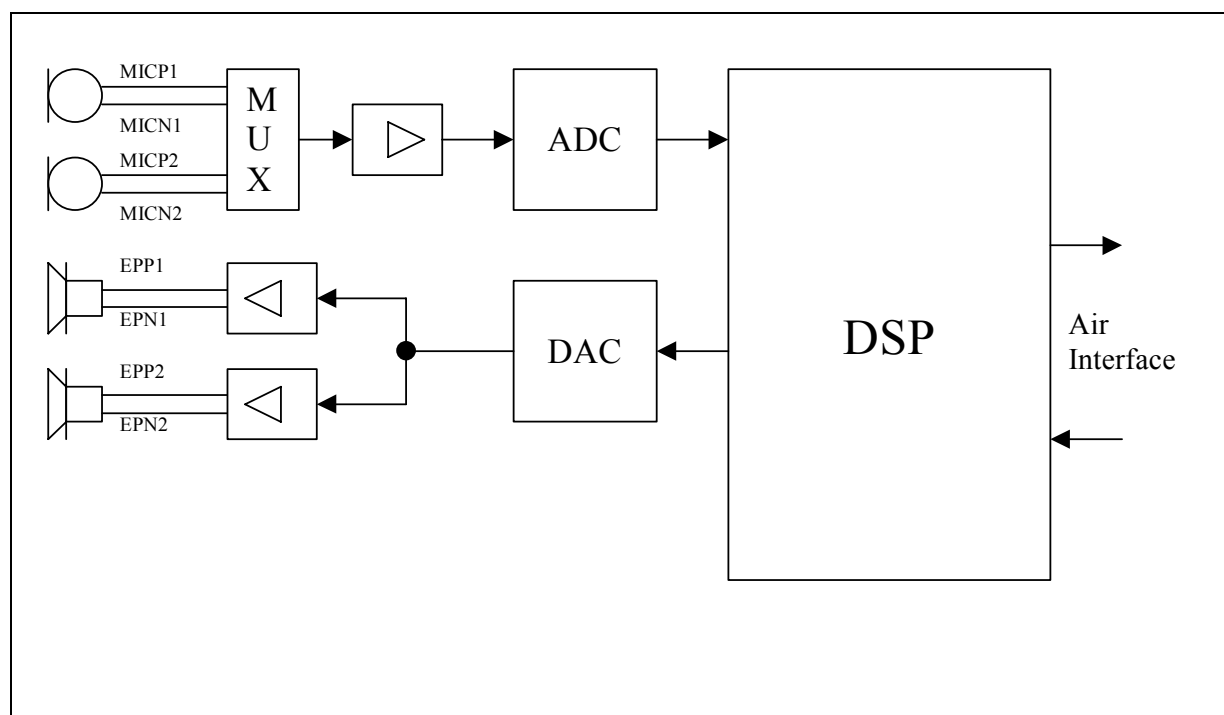 MICP1
MICN1
MICP2
MICN2
M
U
X
ADC
EPP1
EPN1
EPP2
EPN2
DAC
DSP
Air
Interface